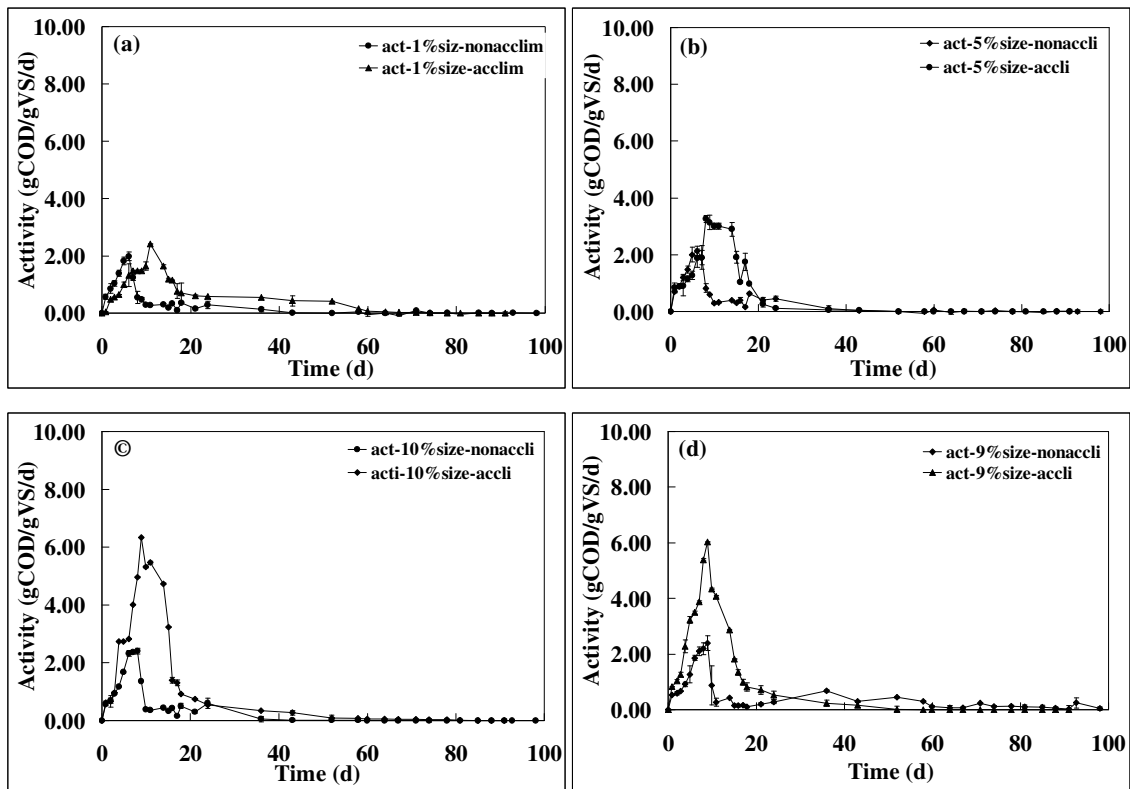 (a)
act-1%siz-nonacclim
act-1%size-acclim
Acttivity (gCOD/gVS/d)
10.00
8.00
6.00
4.00
2.00
0.00
0 20 40 60 80 100
Time (d)
(b)
act-5%size-nonaccli
act-5%size-accli
Activity (gCOD/gVS/d)
10.00
8.00
6.00
4.00
2.00
0.00
0 20 40 60 80 100
Time (d)
©
act-10%size-nonaccli
acti-10%size-accli
Activity (gCOD/gVS/d)
10.00
8.00
6.00
4.00
2.00
0.00
0 20 40 60 80 100
Time (d)
(d)
act-9%size-nonaccli
act-9%size-accli
Activity (gCOD/gVS/d)
10.00
8.00
6.00
4.00
2.00
0.00
0 20 40 60 80 100
Time (d)